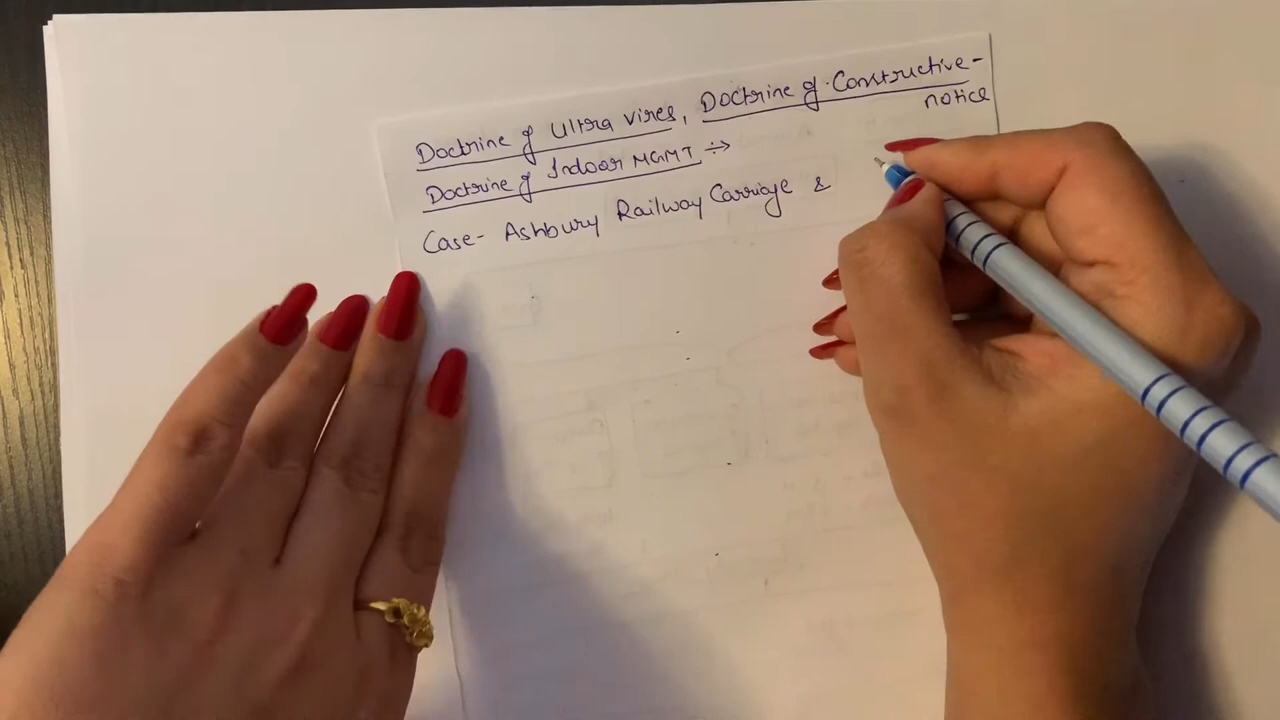 Doctrine of Ultra vires, Doctrine of Constructive-
notice
Doctrine of Indoor MGMT ÷>
Case- Ashbury Railway Carriage &